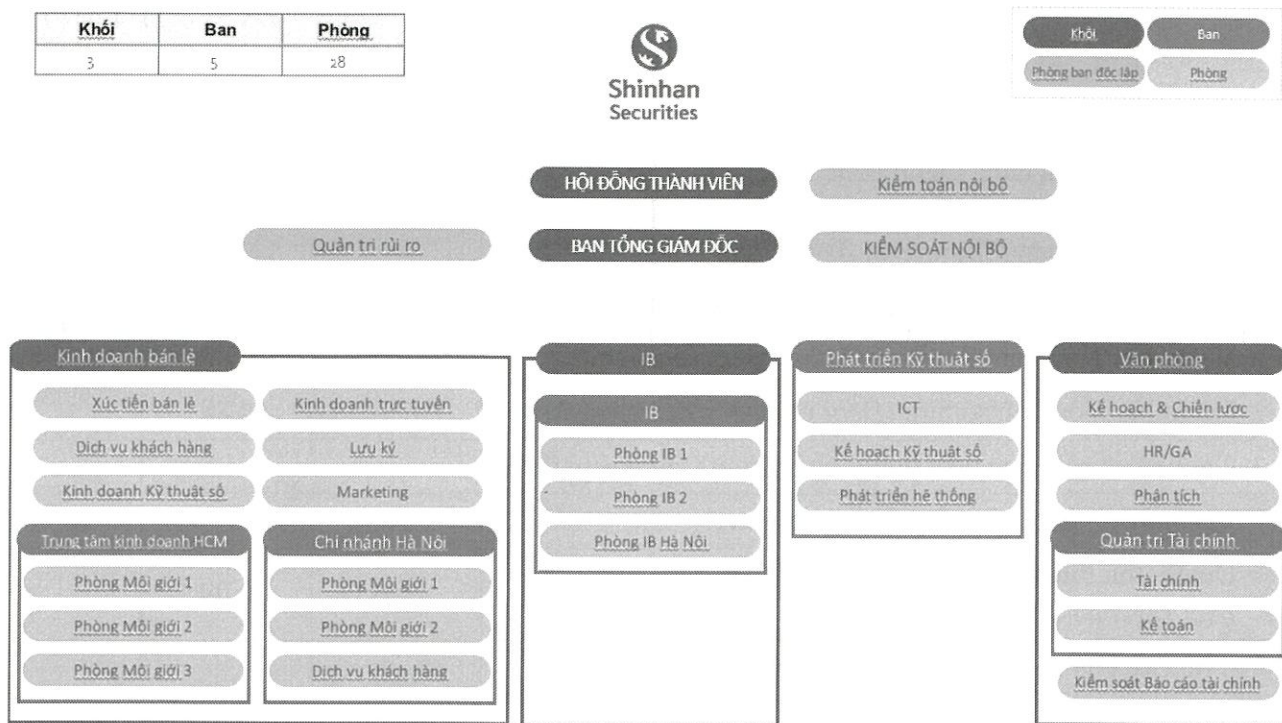 Khối Ban Phòng
3 5 28
Shinhan
Securities
Khối Ban
Phòng ban độc lập Phòng
HỘI ĐỒNG THÀNH VIÊN Kiểm toán nội bộ
Quản trị rủi ro BAN TỔNG GIÁM ĐỐC KIỂM SOÁT NỘI BỘ
Kinh doanh bán lẻ
Xúc tiến bán lẻ Kinh doanh trực tuyến
Dịch vụ khách hàng Lưu ký
Kinh doanh Kỹ thuật số Marketing
Trung tâm kinh doanh HCM
Phòng Môi giới 1
Phòng Môi giới 2
Phòng Môi giới 3
Chi nhánh Hà Nội
Phòng Môi giới 1
Phòng Môi giới 2
Dịch vụ khách hàng
IB
IB
Phòng IB 1
Phòng IB 2
Phòng IB Hà Nội
Phát triển Kỹ thuật số
ICT
Kế hoạch Kỹ thuật số
Phát triển hệ thống
Văn phòng
Kế hoạch & Chiến lược
HR/GA
Phân tích
Quản trị Tài chính
Tài chính
Kế toán
Kiểm soát Báo cáo tài chính